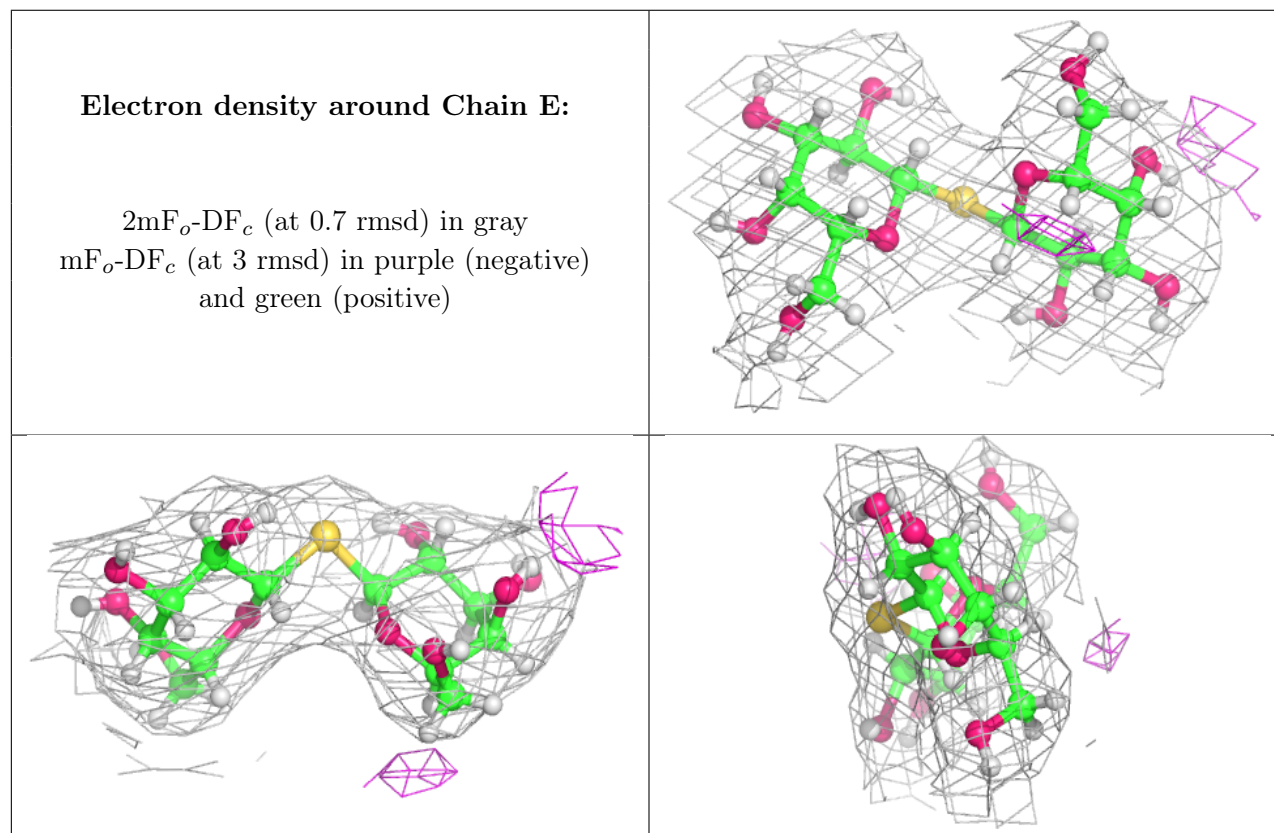 Electron density around Chain E:
2mFₒ-DF𝒸 (at 0.7 rmsd) in gray
mFₒ-DF𝒸 (at 3 rmsd) in purple (negative)
and green (positive)